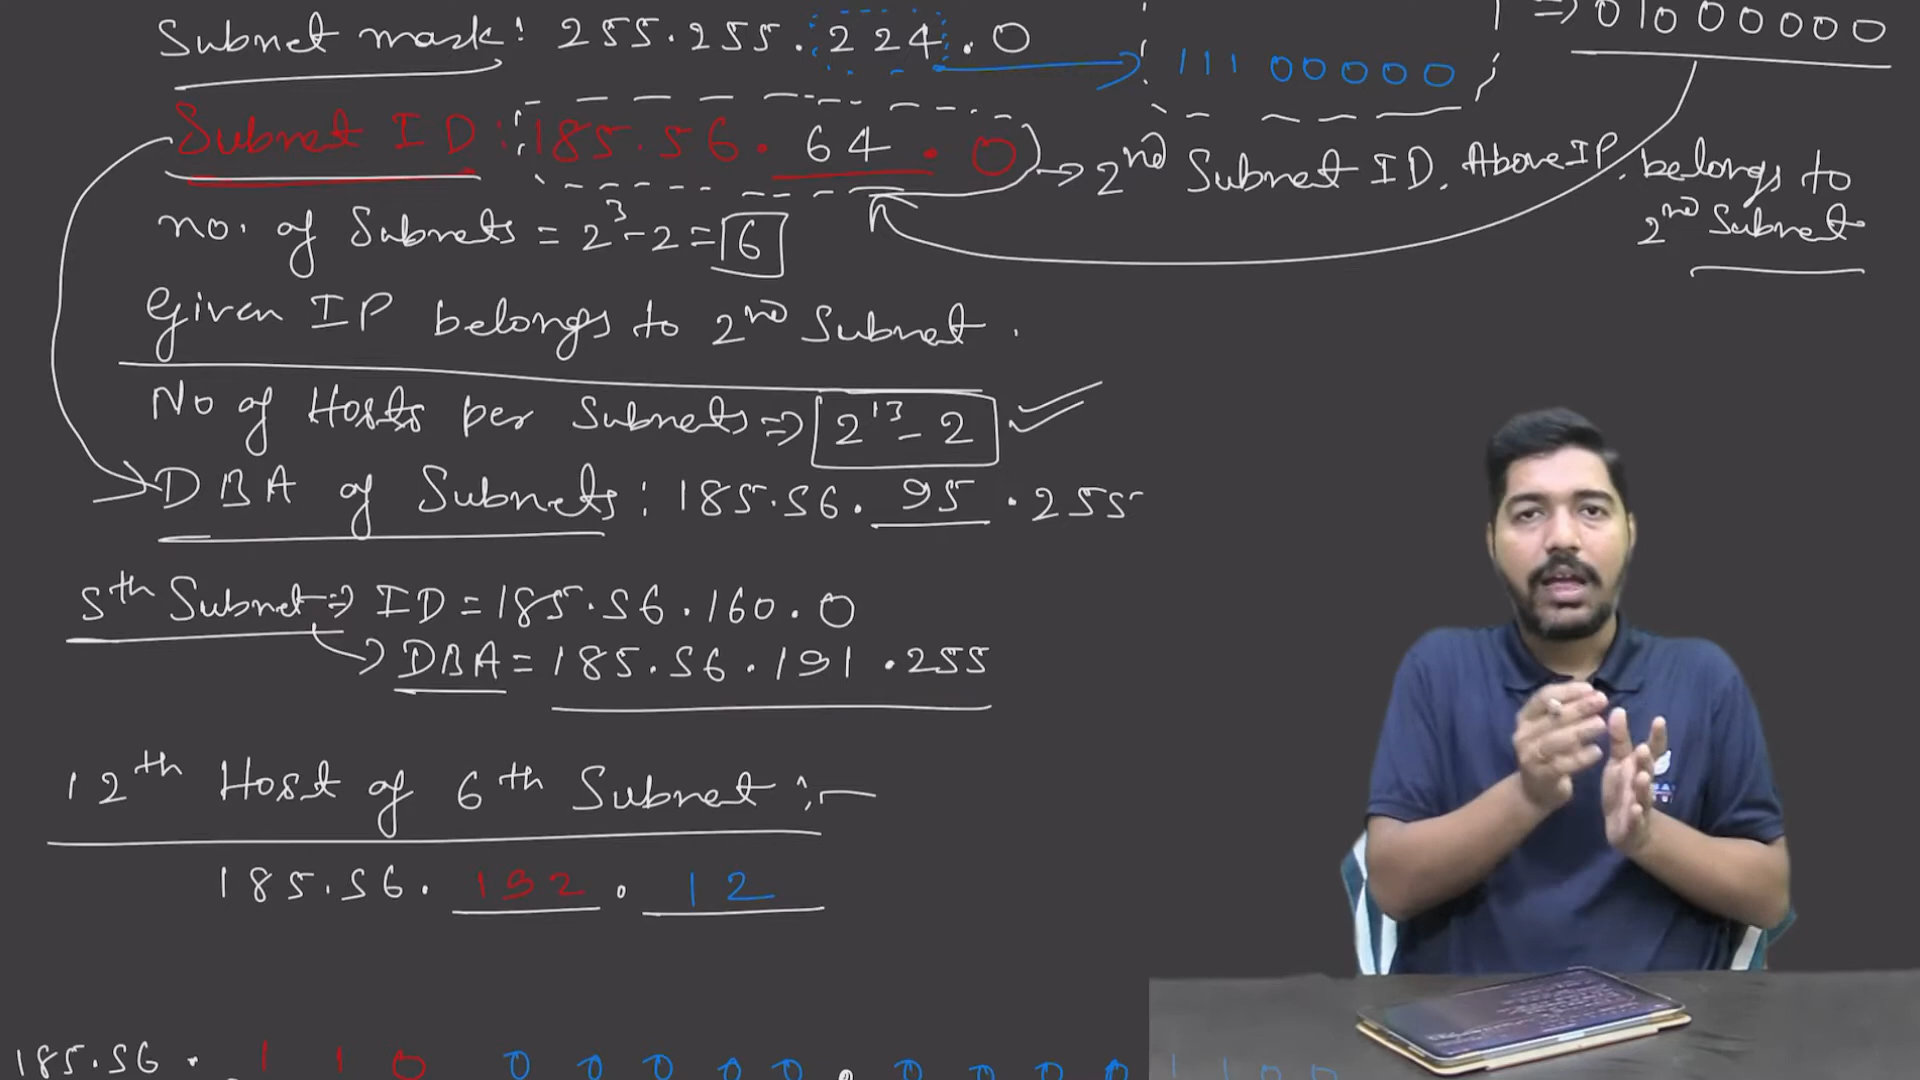 Subnet mask: 255.255.224.0
⇒ 01000000
11100000
Subnet ID: 185.56.64.0 → 2nd Subnet ID. Above IP. belongs to
2nd Subnet
no. of Subnets = 2³-2 = 6
Given IP belongs to 2nd Subnet.
No of Hosts per Subnets ⇒ 2¹³-2
DBA of Subnets: 185.56.95.255
5th Subnet ⇒ ID = 185.56.160.0
DBA = 185.56.191.255
12th Host of 6th Subnet :-
185.56.192.12
185.56.11000000.00001100